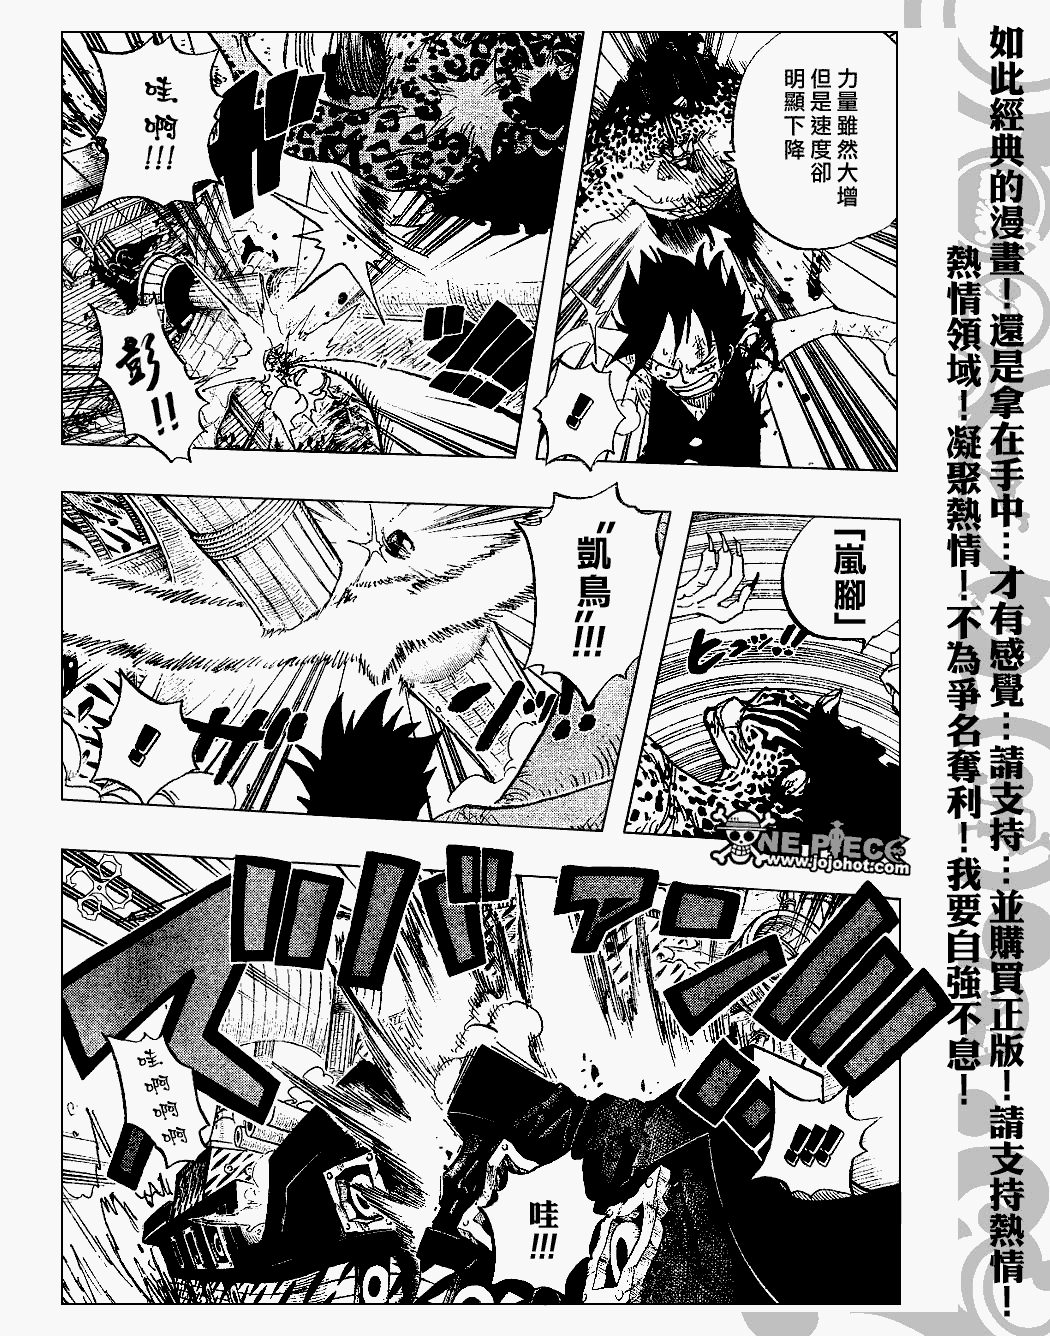 如此經典的漫畫！還是拿在手中…才有感覺…請支持…並購買正版！請支持熱情！
熱情領域！凝聚熱情！不為爭名奪利！我要自強不息！
力量雖然大增
但是速度卻
明顯下降
!
哇啊!!!
彭!!
「嵐腳」
ヒュッ!!
"凱鳥"!!!
!
ONE PIECE
www.jojohot.com
!!!
哇!!!
哇啊啊啊